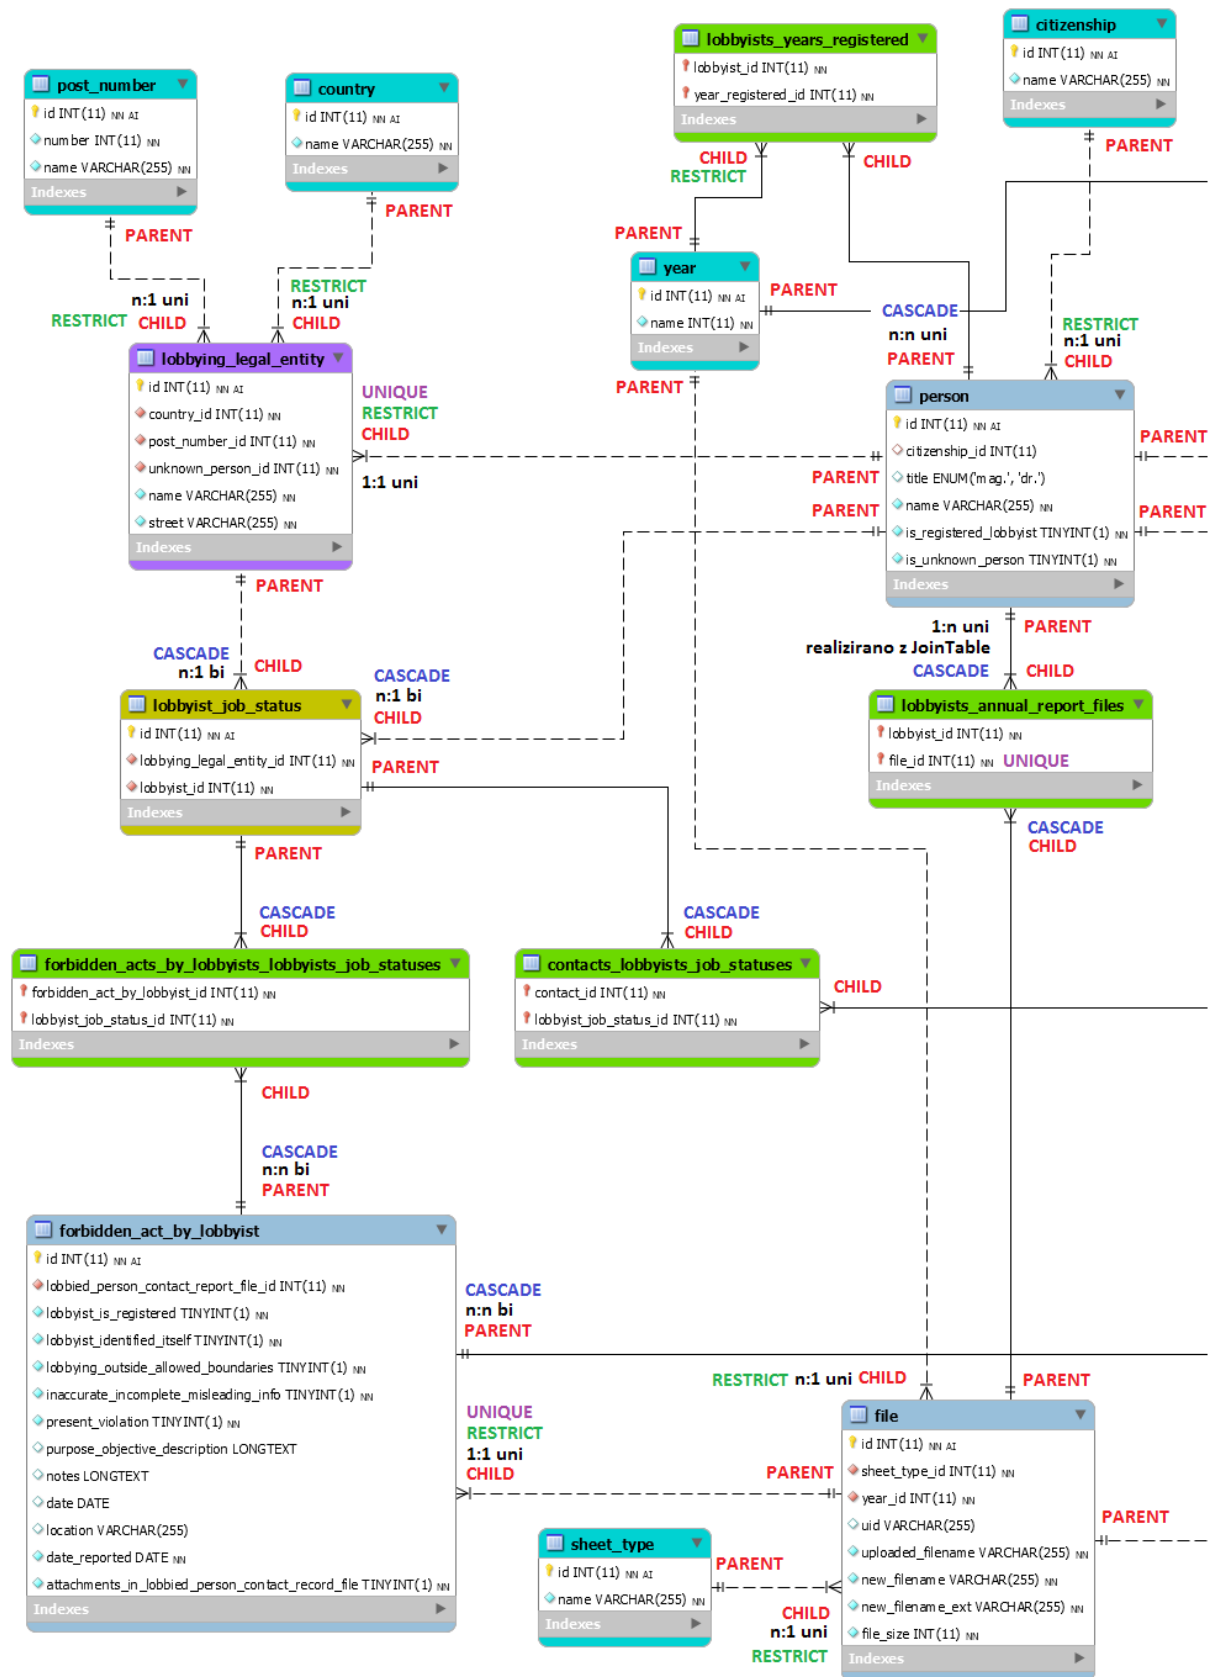 post_number
id INT(11) NN AI
number INT(11) NN
name VARCHAR(255) NN
Indexes
PARENT
country
id INT(11) NN AI
name VARCHAR(255) NN
Indexes
PARENT
lobbyists_years_registered
lobbyist_id INT(11) NN
year_registered_id INT(11) NN
Indexes
CHILD
RESTRICT
CHILD
citizenship
id INT(11) NN AI
name VARCHAR(255) NN
Indexes
PARENT
n:1 uni
RESTRICT CHILD
RESTRICT
n:1 uni
CHILD
PARENT
year
id INT(11) NN AI
name INT(11) NN
Indexes
PARENT
PARENT
CASCADE
n:n uni
PARENT
RESTRICT
n:1 uni
CHILD
lobbying_legal_entity
id INT(11) NN AI
country_id INT(11) NN
post_number_id INT(11) NN
unknown_person_id INT(11) NN
name VARCHAR(255) NN
street VARCHAR(255) NN
Indexes
UNIQUE
RESTRICT
CHILD
1:1 uni
PARENT
person
id INT(11) NN AI
citizenship_id INT(11)
title ENUM('mag.', 'dr.')
name VARCHAR(255) NN
is_registered_lobbyist TINYINT(1) NN
is_unknown_person TINYINT(1) NN
Indexes
PARENT
PARENT
PARENT
PARENT
1:n uni
realizirano z JoinTable
CASCADE
PARENT
CHILD
CASCADE
n:1 bi
CHILD
lobbyist_job_status
id INT(11) NN AI
lobbying_legal_entity_id INT(11) NN
lobbyist_id INT(11) NN
Indexes
CASCADE
n:1 bi
CHILD
PARENT
PARENT
lobbyists_annual_report_files
lobbyist_id INT(11) NN
file_id INT(11) NN UNIQUE
Indexes
CASCADE
CHILD
CASCADE
CHILD
CASCADE
CHILD
forbidden_acts_by_lobbyists_lobbyists_job_statuses
forbidden_act_by_lobbyist_id INT(11) NN
lobbyist_job_status_id INT(11) NN
Indexes
CHILD
contacts_lobbyists_job_statuses
contact_id INT(11) NN
lobbyist_job_status_id INT(11) NN
Indexes
CHILD
CASCADE
n:n bi
PARENT
forbidden_act_by_lobbyist
id INT(11) NN AI
lobbied_person_contact_report_file_id INT(11) NN
lobbyist_is_registered TINYINT(1) NN
lobbyist_identified_itself TINYINT(1) NN
lobbying_outside_allowed_boundaries TINYINT(1) NN
inaccurate_incomplete_misleading_info TINYINT(1) NN
present_violation TINYINT(1) NN
purpose_objective_description LONGTEXT
notes LONGTEXT
date DATE
location VARCHAR(255)
date_reported DATE NN
attachments_in_lobbied_person_contact_record_file TINYINT(1) NN
Indexes
CASCADE
n:n bi
PARENT
UNIQUE
RESTRICT
1:1 uni
CHILD
RESTRICT n:1 uni CHILD
PARENT
PARENT
file
id INT(11) NN AI
sheet_type_id INT(11) NN
year_id INT(11) NN
uid VARCHAR(255)
uploaded_filename VARCHAR(255) NN
new_filename VARCHAR(255) NN
new_filename_ext VARCHAR(255) NN
file_size INT(11) NN
Indexes
PARENT
sheet_type
id INT(11) NN AI
name VARCHAR(255) NN
Indexes
PARENT
CHILD
n:1 uni
RESTRICT